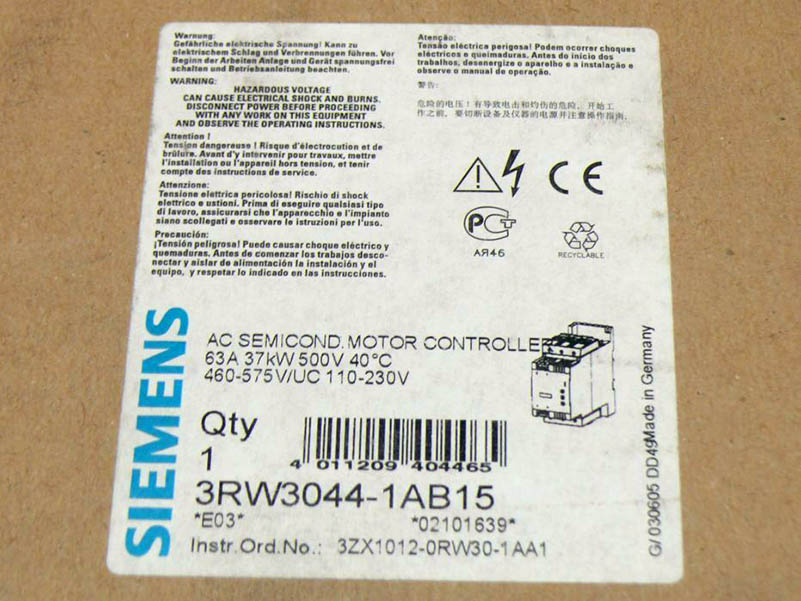 Warnung:
Gefährliche elektrische Spannung! Kann zu
elektrischem Schlag und Verbrennungen führen. Vor
Beginn der Arbeiten Anlage und Gerät spannungsfrei
schalten und Betriebsanleitung beachten.
WARNING:
HAZARDOUS VOLTAGE
CAN CAUSE ELECTRICAL SHOCK AND BURNS.
DISCONNECT POWER BEFORE PROCEEDING
WITH ANY WORK ON THIS EQUIPMENT
AND OBSERVE THE OPERATING INSTRUCTIONS.
Attention !
Tension dangereuse ! Risque d'électrocution et de
brûlure. Avant d'y intervenir pour travaux, mettre
l'installation ou l'appareil hors tension, et tenir
compte des instructions de service.
Attenzione:
Tensione elettrica pericolosa! Rischio di shock
elettrico e ustioni. Prima di eseguire qualsiasi tipo
di lavoro, assicurarsi che l'apparecchio e l'impianto
siano scollegati e osservare le istruzioni per l'uso.
Precaución:
¡Tensión peligrosa! Puede causar choque eléctrico y
quemaduras. Antes de comenzar los trabajos desco-
nectar y aislar de alimentación la instalación y el
equipo, y respetar lo indicado en las instrucciones.
Atenção:
Tensão eléctrica perigosa! Podem ocorrer choques
eléctricos e queimaduras. Antes do início dos
trabalhos, desenergize o aparelho e a instalação e
observe o manual de operação.
警告:
危险的电压!有导致电击和灼伤的危险,开始工
作之前,要切断设备及仪器的电源并注意操作指南.
CE
РСТ
АЯ46
RECYCLABLE
SIEMENS
AC SEMICOND. MOTOR CONTROLLE
63A 37kW 500V 40°C
460-575V/UC 110-230V
Qty
1
4 011209 404465
3RW3044-1AB15
*E03* *02101639*
Instr.Ord.No.: 3ZX1012-0RW30-1AA1
G/ 030605 DD49Made in Germany